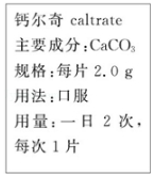 钙尔奇 caltrate
主要成分:CaCO₃
规格:每片2.0 g
用法:口服
用量:一日2次,
每次1片